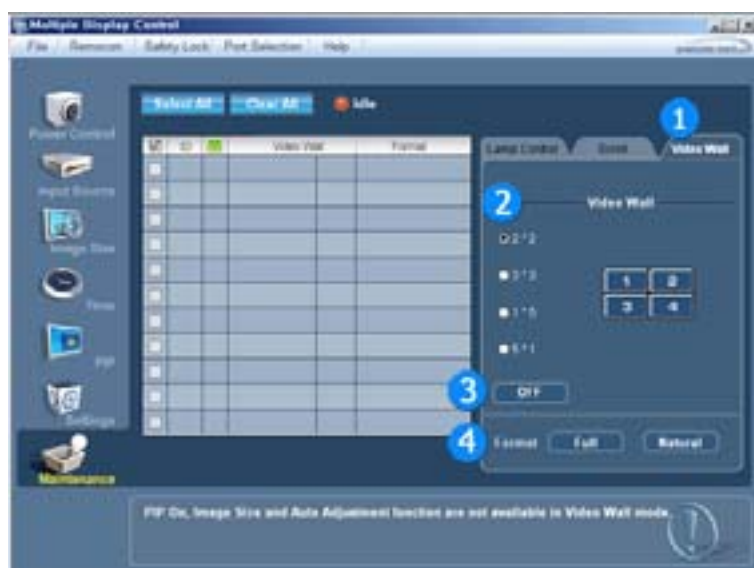 Multiple Display Control
File Remocon Safety Lock Port Selection Help
Select All Clear All Idle
1
Power Control
ID Video Wall Format
Lamp Control Scroll Video Wall
Input Source
2 Video Wall
2 * 2
Image Size
3 * 3
1 2
Time
1 * 5
3 4
PIP
5 * 1
3 OFF
Settings
4 Format Full Natural
Maintenance
PIP On, Image Size and Auto Adjustment function are not available in Video Wall mode.